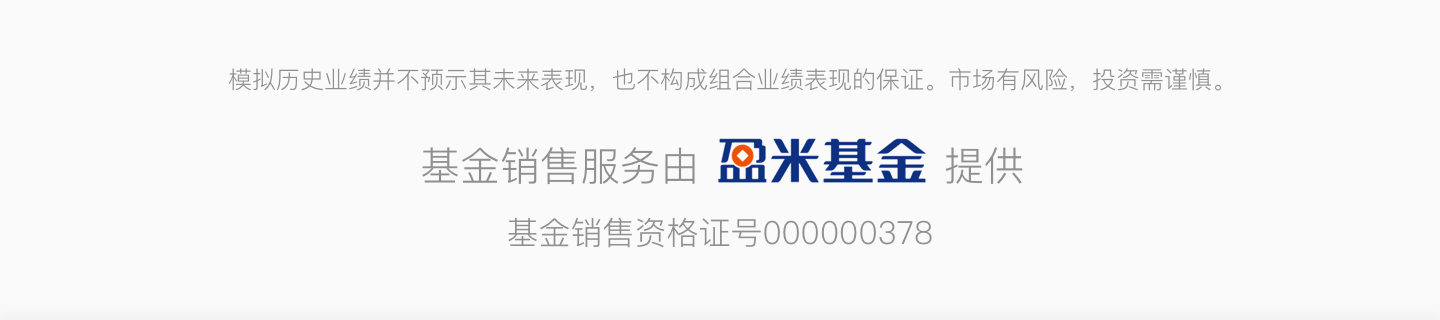 模拟历史业绩并不预示其未来表现，也不构成组合业绩表现的保证。市场有风险，投资需谨慎。
基金销售服务由 盈米基金 提供
基金销售资格证号000000378